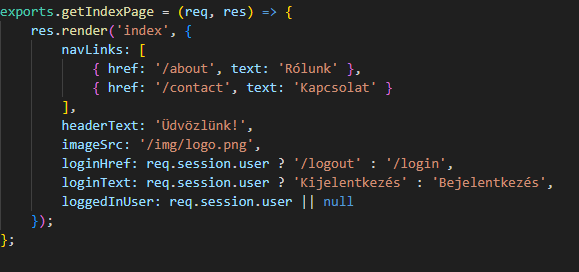 exports.getIndexPage = (req, res) => {
res.render('index', {
navLinks: [
{ href: '/about', text: 'Rólunk' },
{ href: '/contact', text: 'Kapcsolat' }
],
headerText: 'Üdvözlünk!',
imageSrc: '/img/logo.png',
loginHref: req.session.user ? '/logout' : '/login',
loginText: req.session.user ? 'Kijelentkezés' : 'Bejelentkezés',
loggedInUser: req.session.user || null
});
};